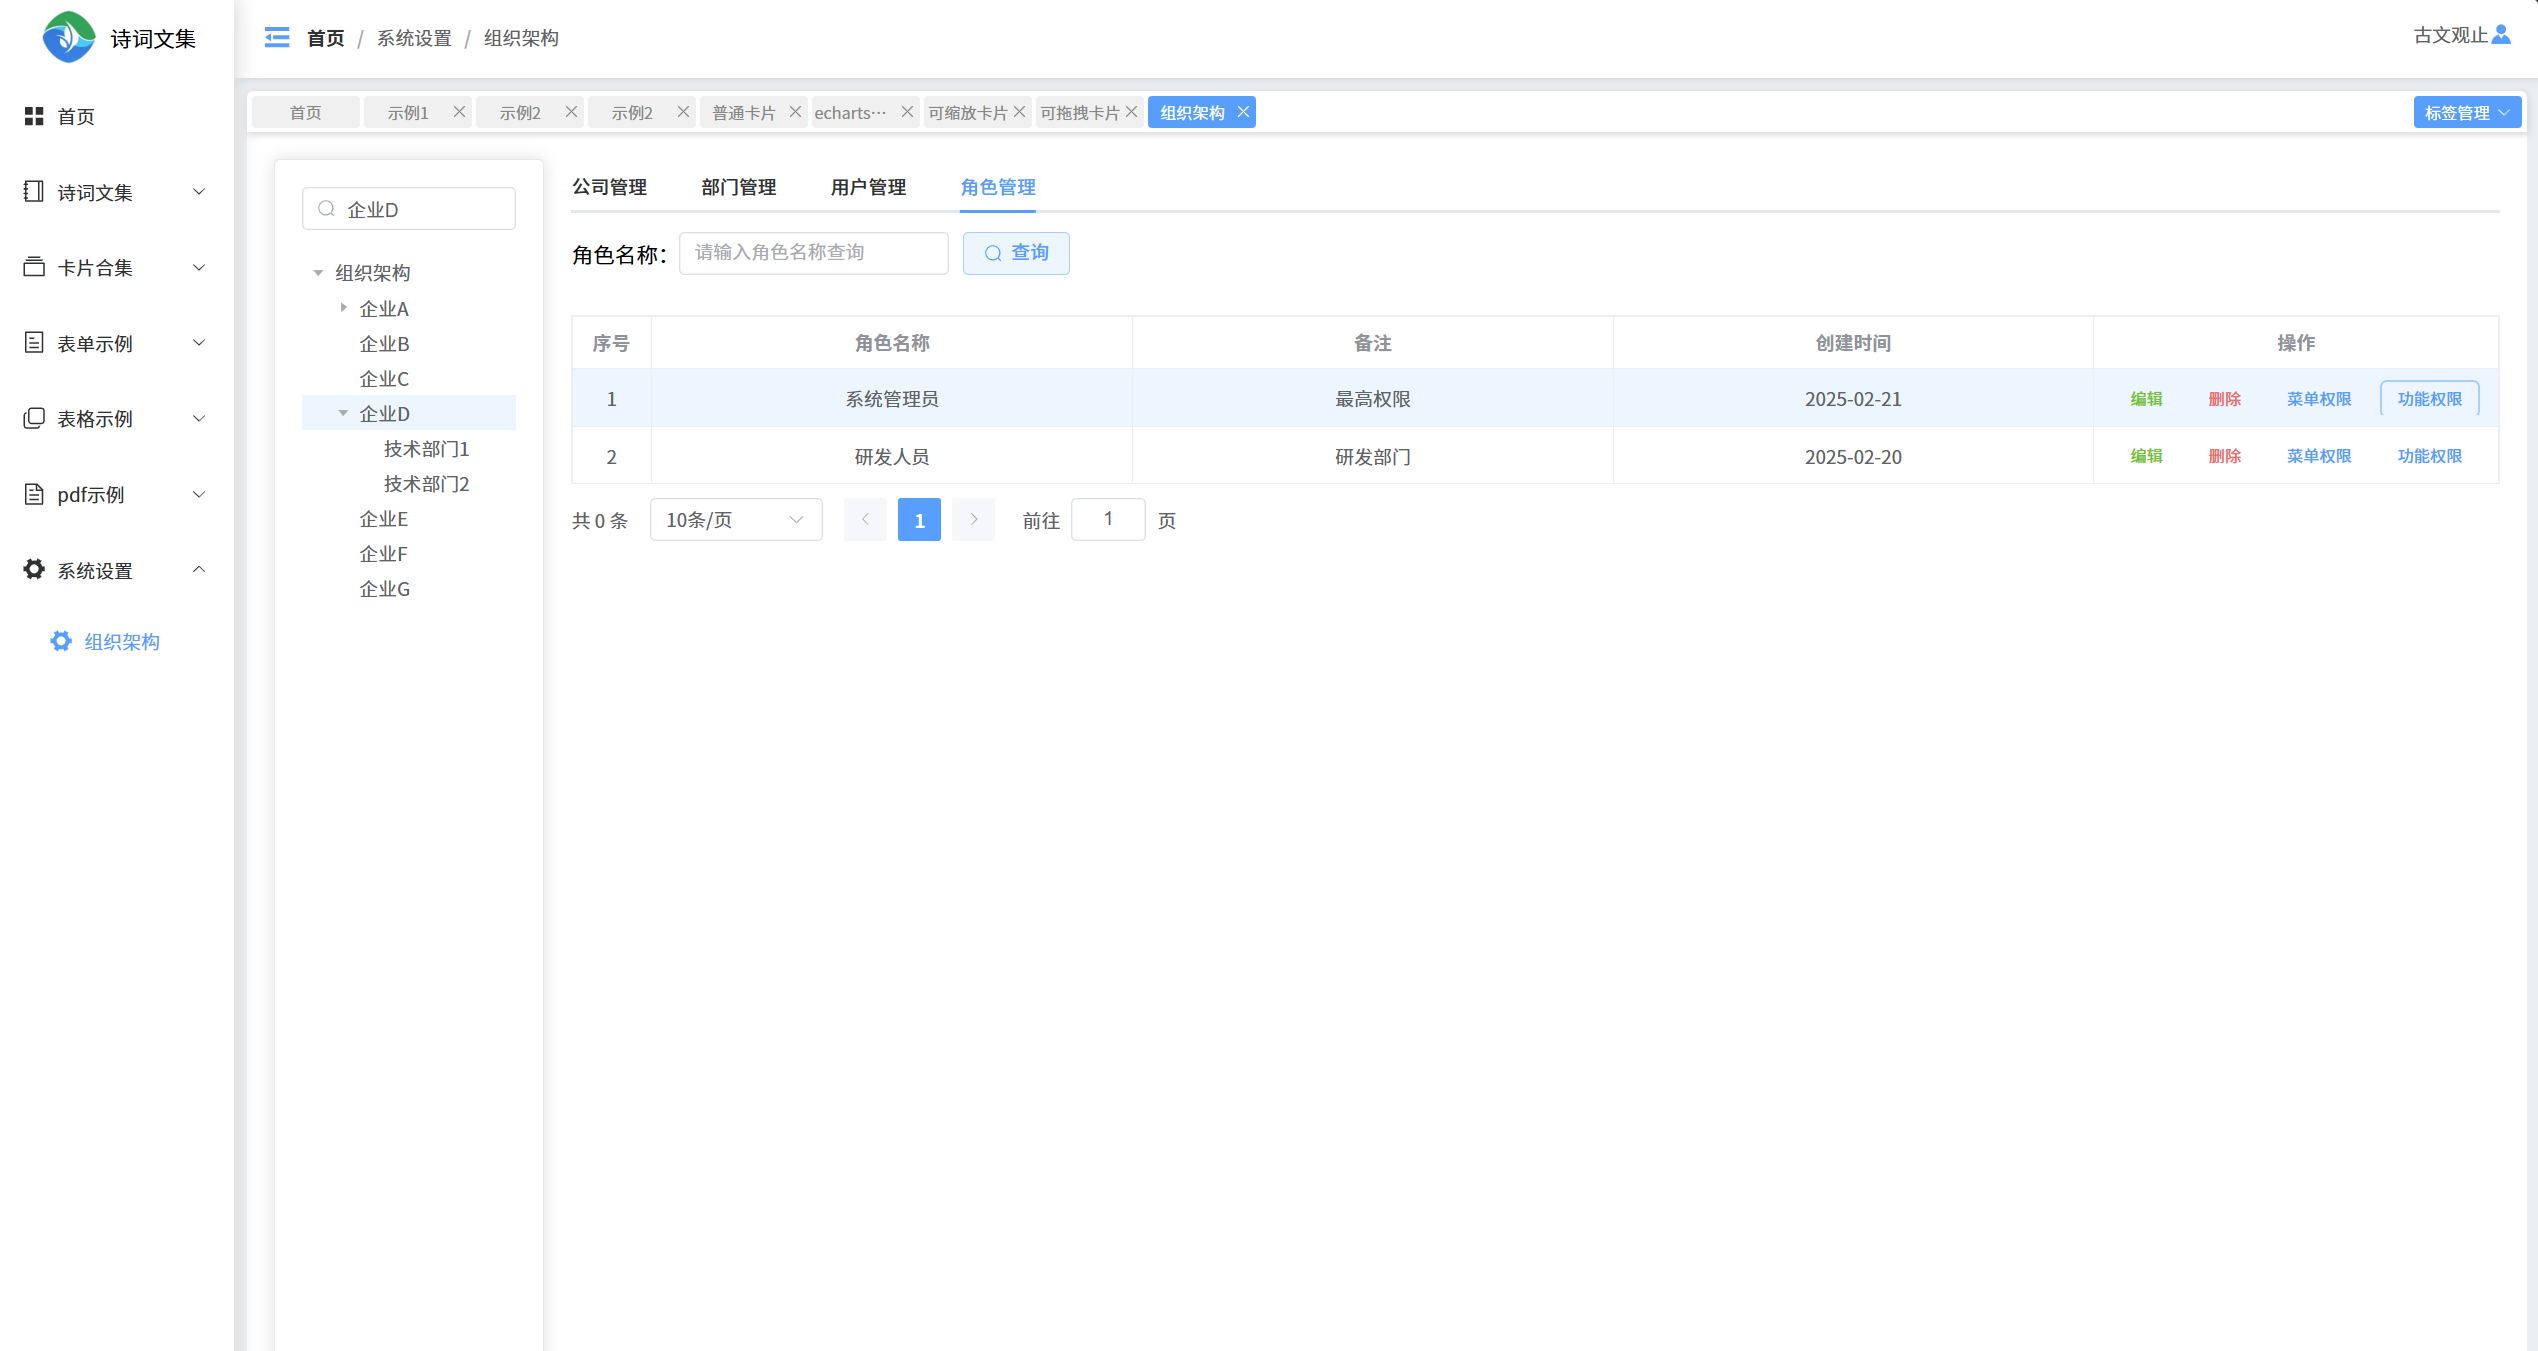 诗词文集
首页 / 系统设置 / 组织架构
古文观止
首页
诗词文集
卡片合集
表单示例
表格示例
pdf示例
系统设置
组织架构
首页 示例1 示例2 示例2 普通卡片 echarts··· 可缩放卡片 可拖拽卡片 组织架构 标签管理
企业D
组织架构
企业A
企业B
企业C
企业D
技术部门1
技术部门2
企业E
企业F
企业G
公司管理 部门管理 用户管理 角色管理
角色名称： 请输入角色名称查询 查询
序号 角色名称 备注 创建时间 操作
1 系统管理员 最高权限 2025-02-21 编辑 删除 菜单权限 功能权限
2 研发人员 研发部门 2025-02-20 编辑 删除 菜单权限 功能权限
共 0 条 10条/页 1 前往 1 页